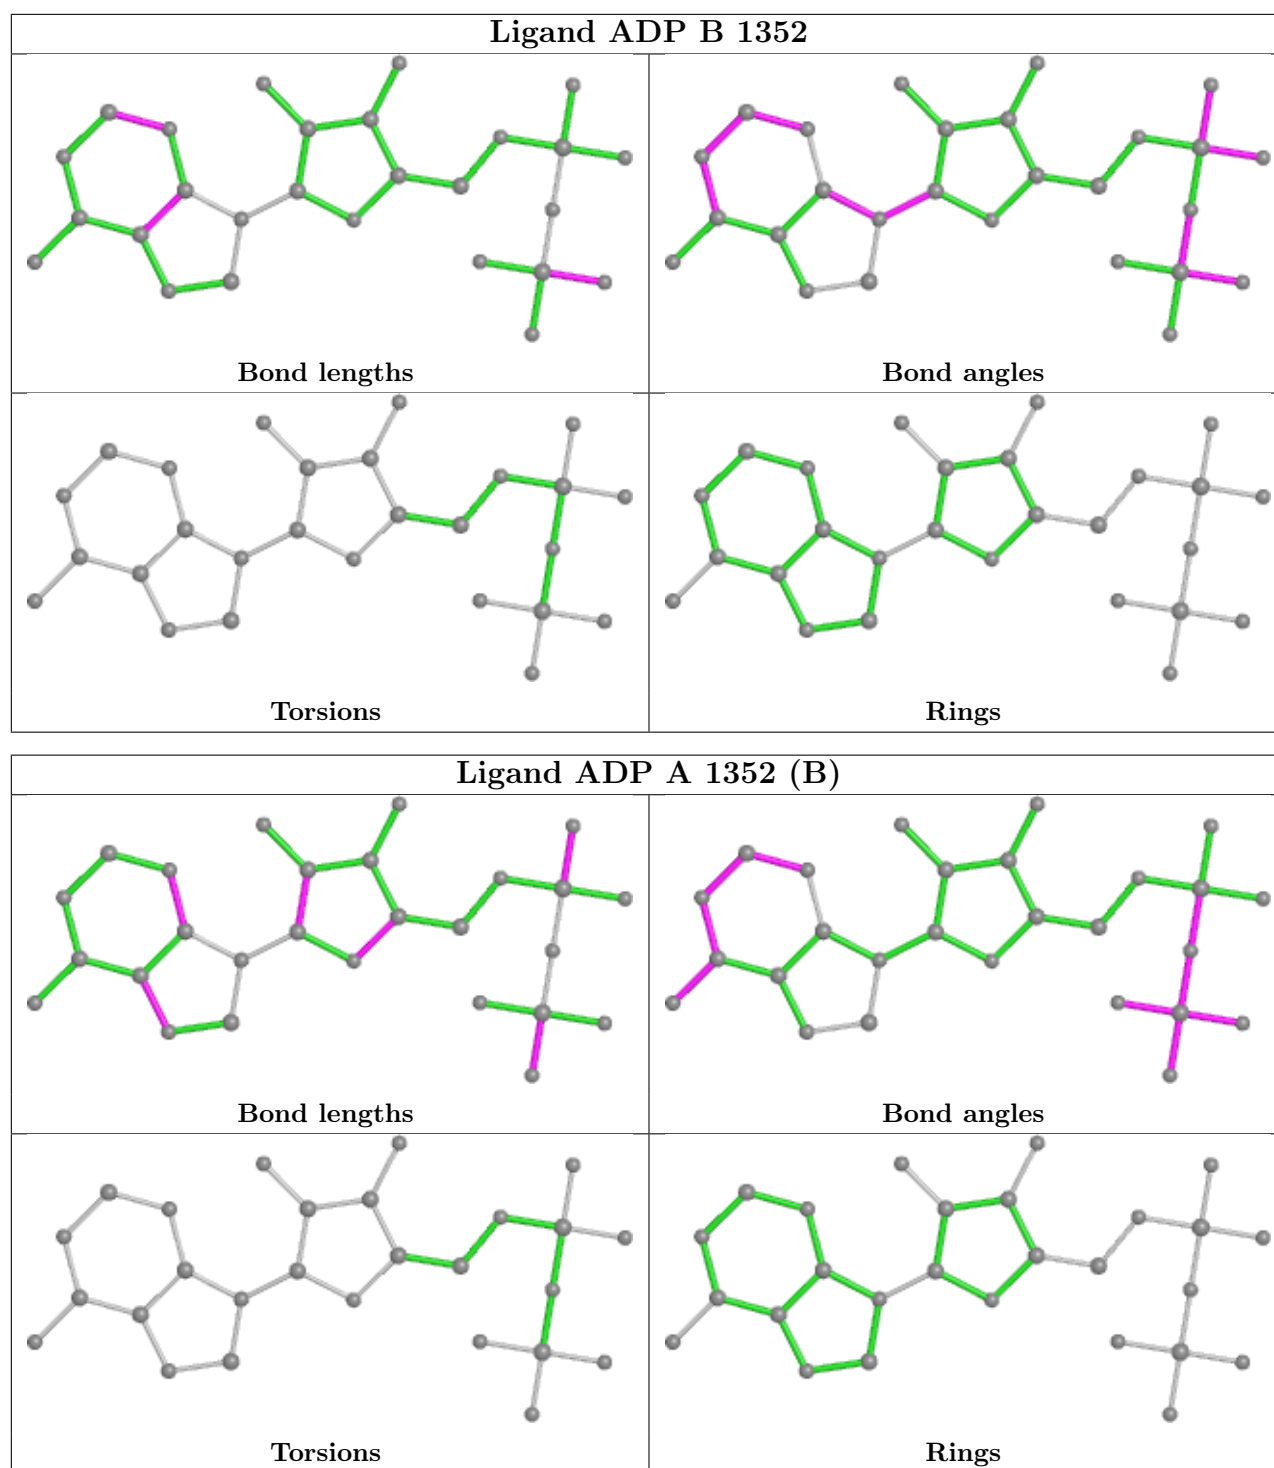 Ligand ADP B 1352
Bond lengths
Bond angles
Torsions
Rings
Ligand ADP A 1352 (B)
Bond lengths
Bond angles
Torsions
Rings